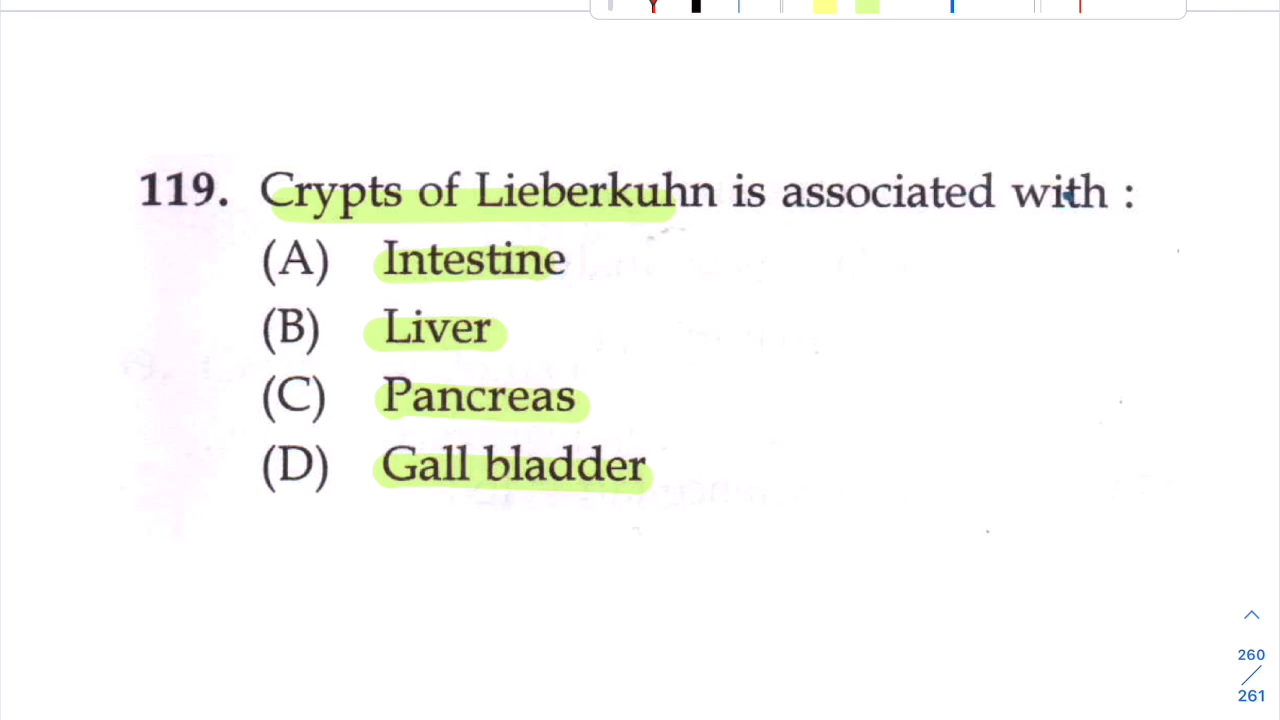 119. Crypts of Lieberkuhn is associated with :
(A) Intestine
(B) Liver
(C) Pancreas
(D) Gall bladder
260
261